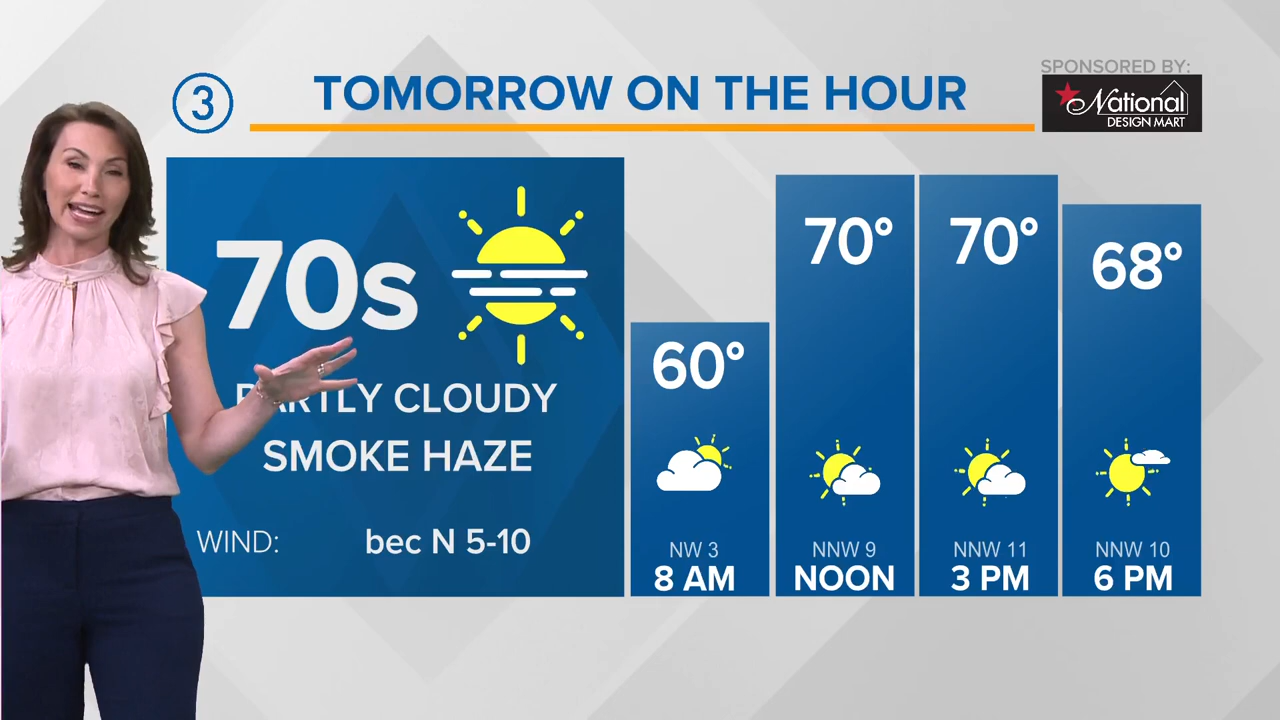 3
TOMORROW ON THE HOUR
SPONSORED BY:
National
DESIGN MART
70s
PARTLY CLOUDY
SMOKE HAZE
WIND: bec N 5-10
60°
NW 3
8 AM
70°
NNW 9
NOON
70°
NNW 11
3 PM
68°
NNW 10
6 PM